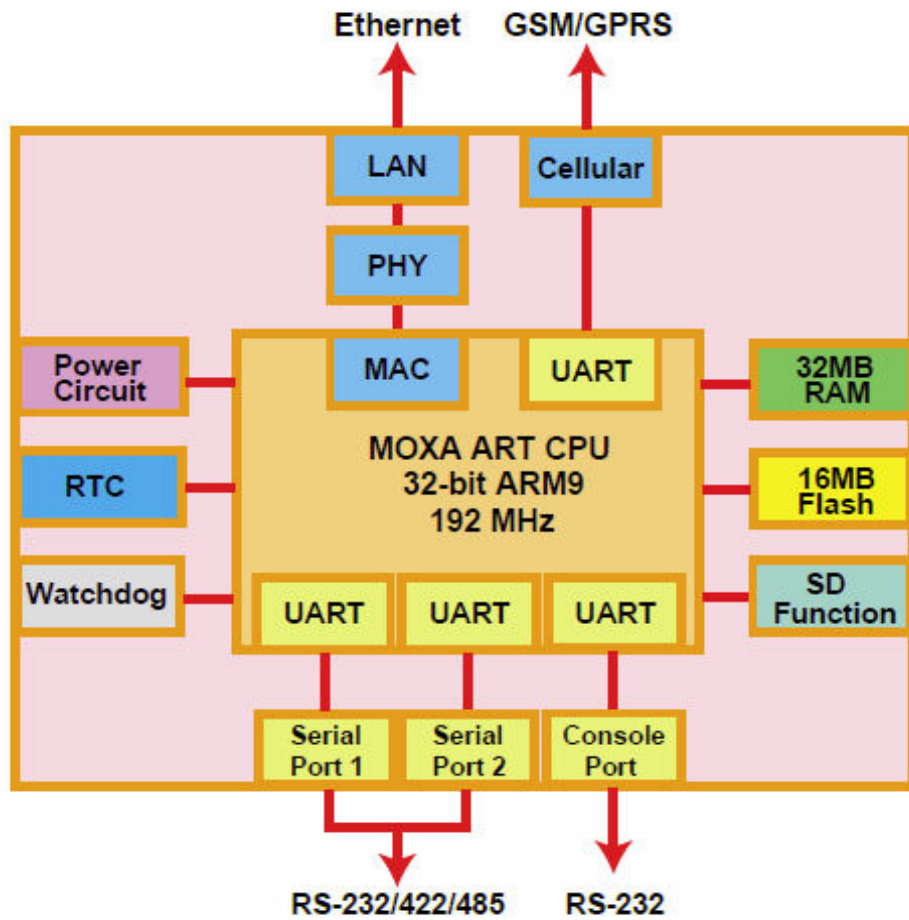 Ethernet
GSM/GPRS
LAN
Cellular
PHY
Power
Circuit
MAC
UART
32MB
RAM
MOXA ART CPU
32-bit ARM9
192 MHz
RTC
16MB
Flash
Watchdog
SD
Function
UART
UART
UART
Serial
Port 1
Serial
Port 2
Console
Port
RS-232/422/485
RS-232